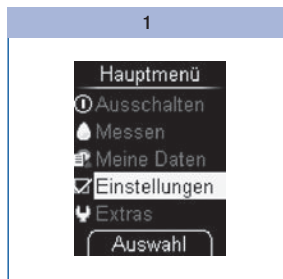 1
Hauptmenü
Ausschalten
Messen
Meine Daten
Einstellungen
Extras
Auswahl